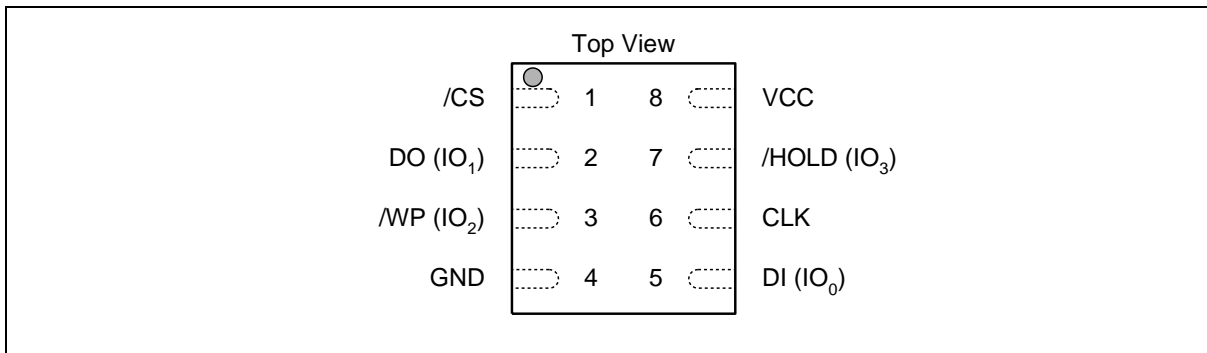 Top View
/CS 1 8 VCC
DO (IO₁) 2 7 /HOLD (IO₃)
/WP (IO₂) 3 6 CLK
GND 4 5 DI (IO₀)